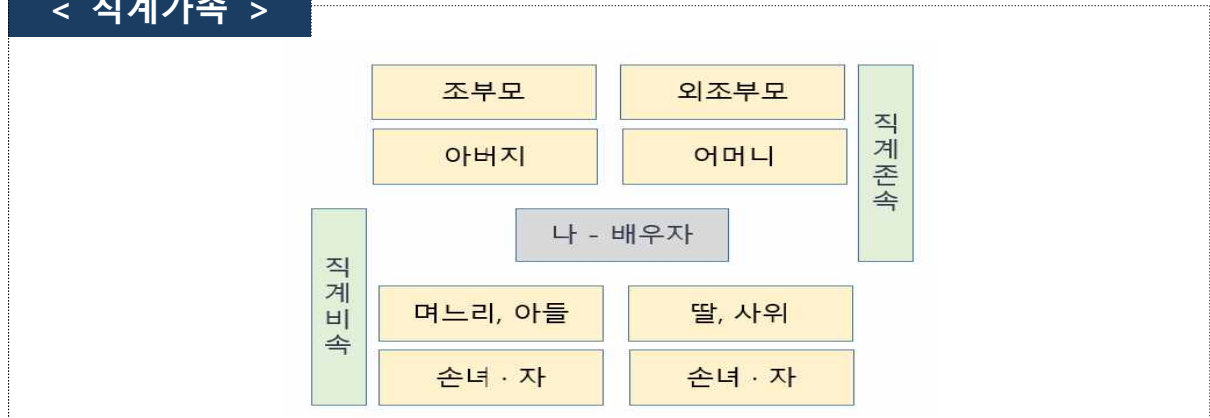 < 직계가족 >
조부모 외조부모
아버지 어머니
직계존속
나 - 배우자
직계비속
며느리, 아들 딸, 사위
손녀 · 자 손녀 · 자